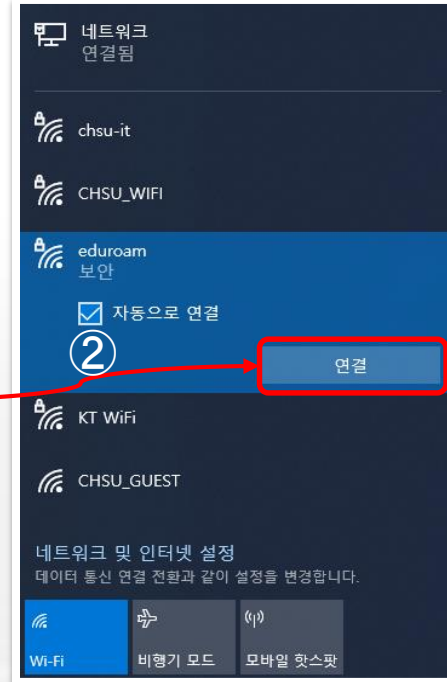 네트워크
연결됨
chsu-it
CHSU_WIFI
eduroam
보안
자동으로 연결
②
연결
KT WiFi
CHSU_GUEST
네트워크 및 인터넷 설정
데이터 통신 연결 전환과 같이 설정을 변경합니다.
Wi-Fi 비행기 모드 모바일 핫스팟